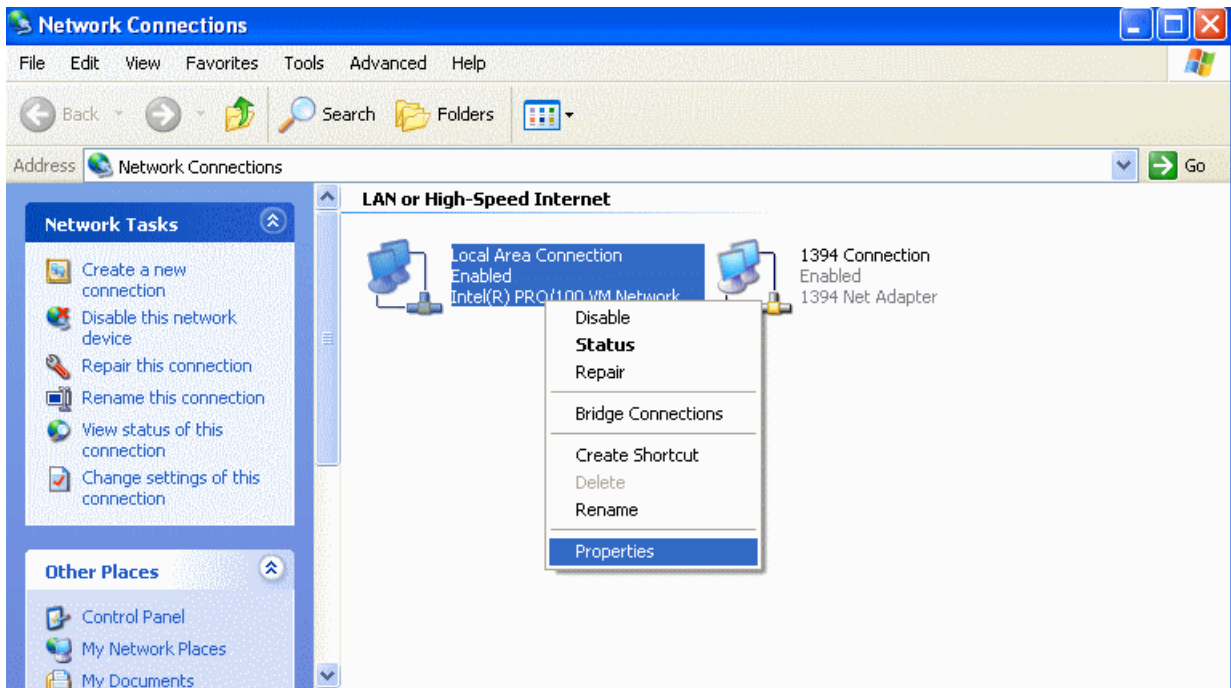 Network Connections
File Edit View Favorites Tools Advanced Help
Back Search Folders
Address Network Connections Go
Network Tasks
Create a new
connection
Disable this network
device
Repair this connection
Rename this connection
View status of this
connection
Change settings of this
connection
Other Places
Control Panel
My Network Places
My Documents
LAN or High-Speed Internet
Local Area Connection
Enabled
Intel(R) PRO/100 VM Network
1394 Connection
Enabled
1394 Net Adapter
Disable
Status
Repair
Bridge Connections
Create Shortcut
Delete
Rename
Properties